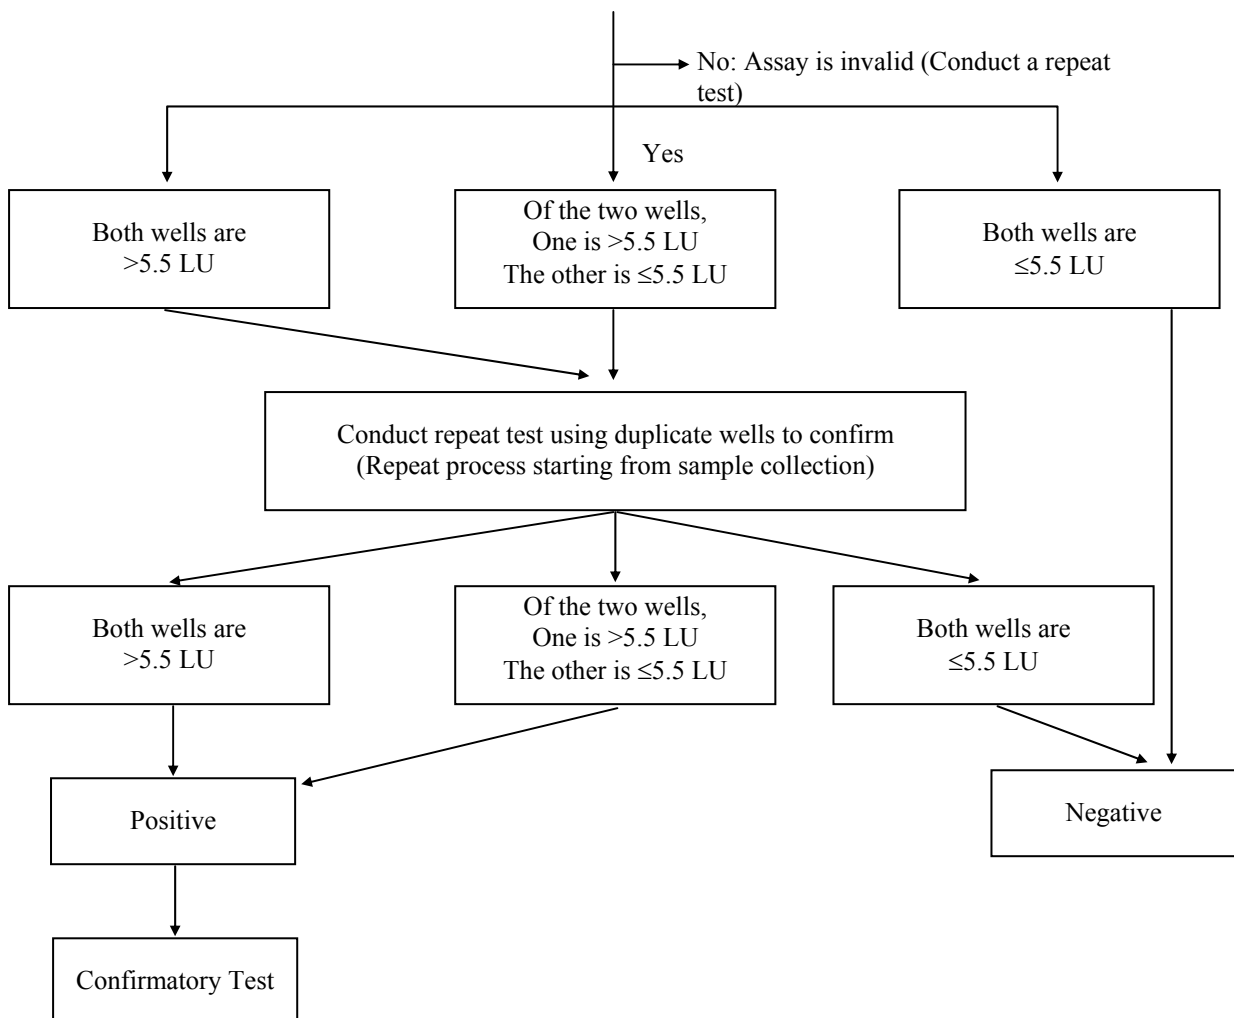 No: Assay is invalid (Conduct a repeat
test)
Yes
Both wells are
>5.5 LU
Of the two wells,
One is >5.5 LU
The other is ≤5.5 LU
Both wells are
≤5.5 LU
Conduct repeat test using duplicate wells to confirm
(Repeat process starting from sample collection)
Both wells are
>5.5 LU
Of the two wells,
One is >5.5 LU
The other is ≤5.5 LU
Both wells are
≤5.5 LU
Positive
Negative
Confirmatory Test